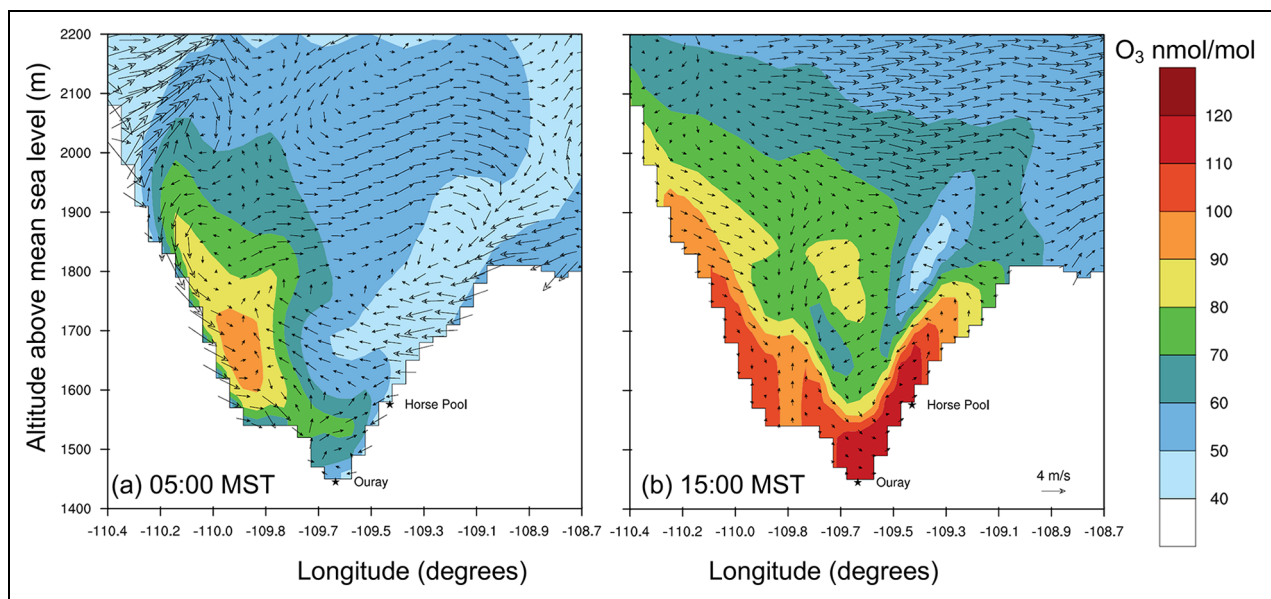 O3 nmol/mol
Altitude above mean sea level (m)
2200
2100
2000
1900
1800
1700
1600
1500
1400
Horse Pool
Ouray
(a) 05:00 MST
-110.4 -110.2 -110.0 -109.9 -109.7 -109.5 -109.3 -109.1 -108.9 -108.7
Longitude (degrees)
Horse Pool
Ouray
(b) 15:00 MST
4 m/s
-110.4 -110.2 -110.0 -109.8 -109.6 -109.4 -109.3 -109.1 -108.9 -108.7
Longitude (degrees)
120
110
100
90
80
70
60
50
40